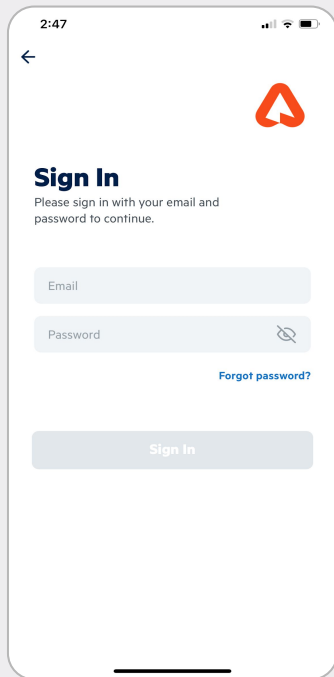 2:47
Sign In
Please sign in with your email and
password to continue.
Email
Password
Forgot password?
Sign In